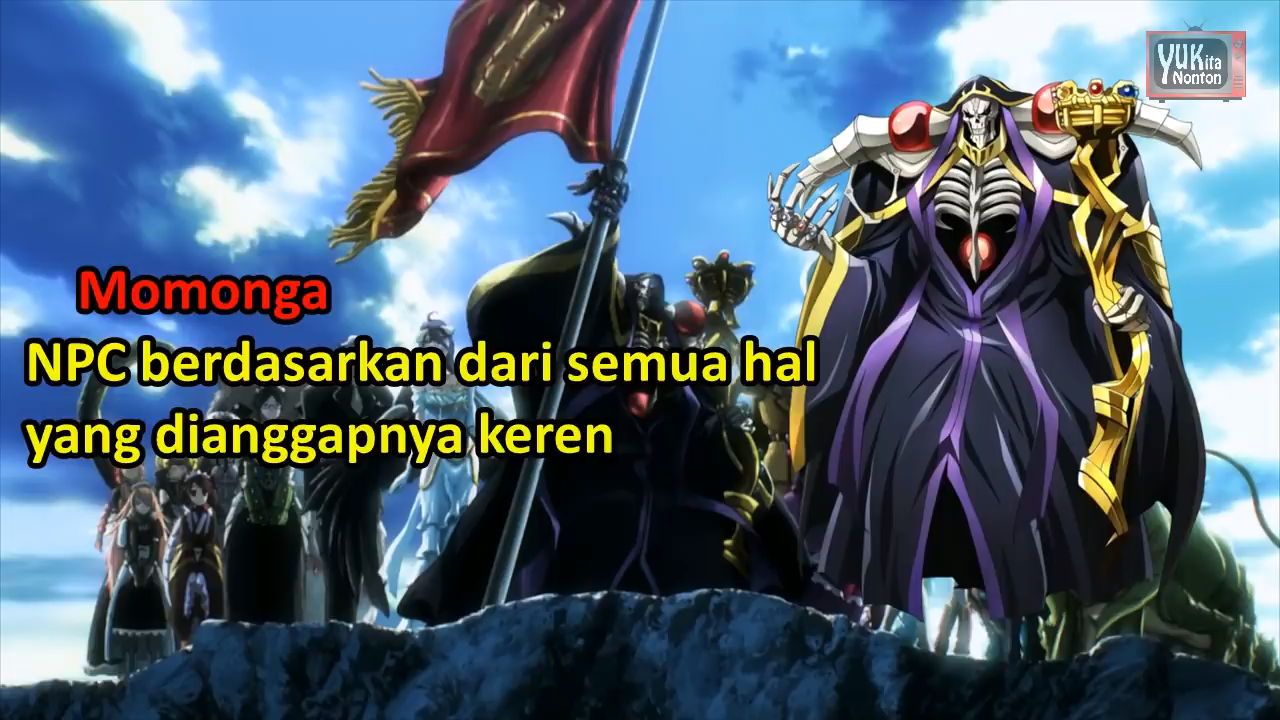 YUKita
Nonton
Momonga
NPC berdasarkan dari semua hal
yang dianggapnya keren